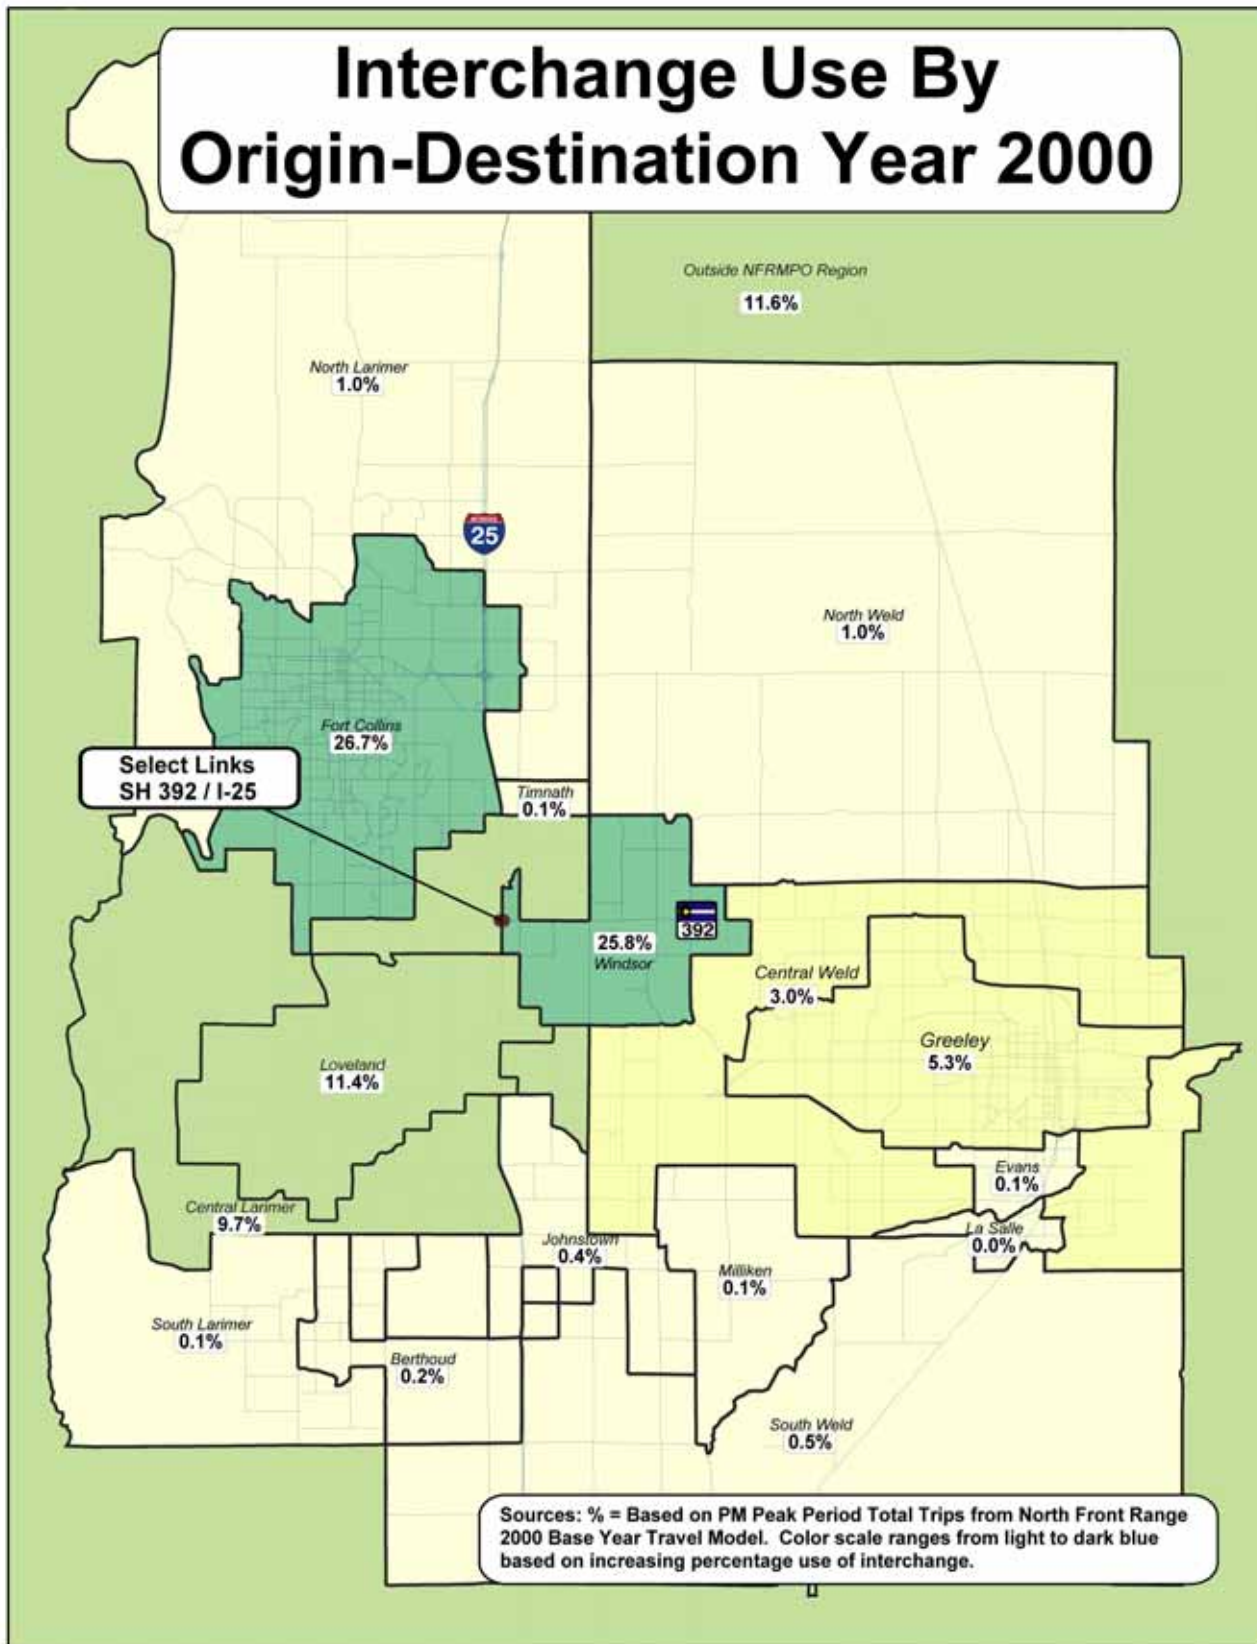 Interchange Use By
Origin-Destination Year 2000
Outside NFRMPO Region
11.6%
North Larimer
1.0%
INTERSTATE
25
North Weld
1.0%
Fort Collins
26.7%
Select Links
SH 392 / I-25
Timnath
0.1%
392
25.8%
Windsor
Central Weld
3.0%
Greeley
5.3%
Loveland
11.4%
Evans
0.1%
Central Larimer
9.7%
La Salle
0.0%
Johnstown
0.4%
Milliken
0.1%
South Larimer
0.1%
Berthoud
0.2%
South Weld
0.5%
Sources: % = Based on PM Peak Period Total Trips from North Front Range
2000 Base Year Travel Model. Color scale ranges from light to dark blue
based on increasing percentage use of interchange.